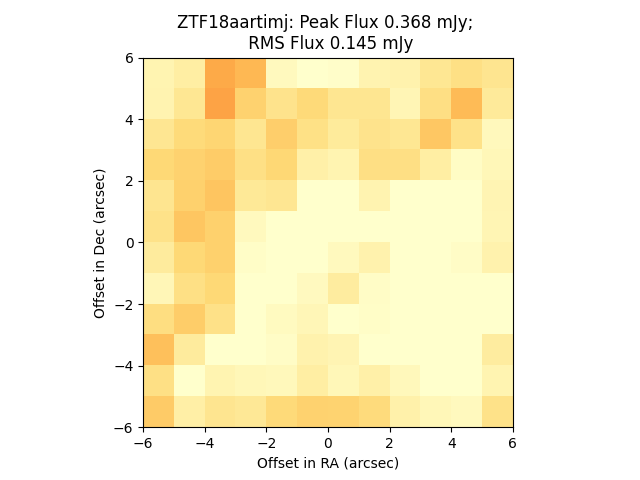 ZTF18aartimj: Peak Flux 0.368 mJy;
RMS Flux 0.145 mJy
6
4
2
0
−2
−4
−6
Offset in Dec (arcsec)
−6 −4 −2 0 2 4 6
Offset in RA (arcsec)